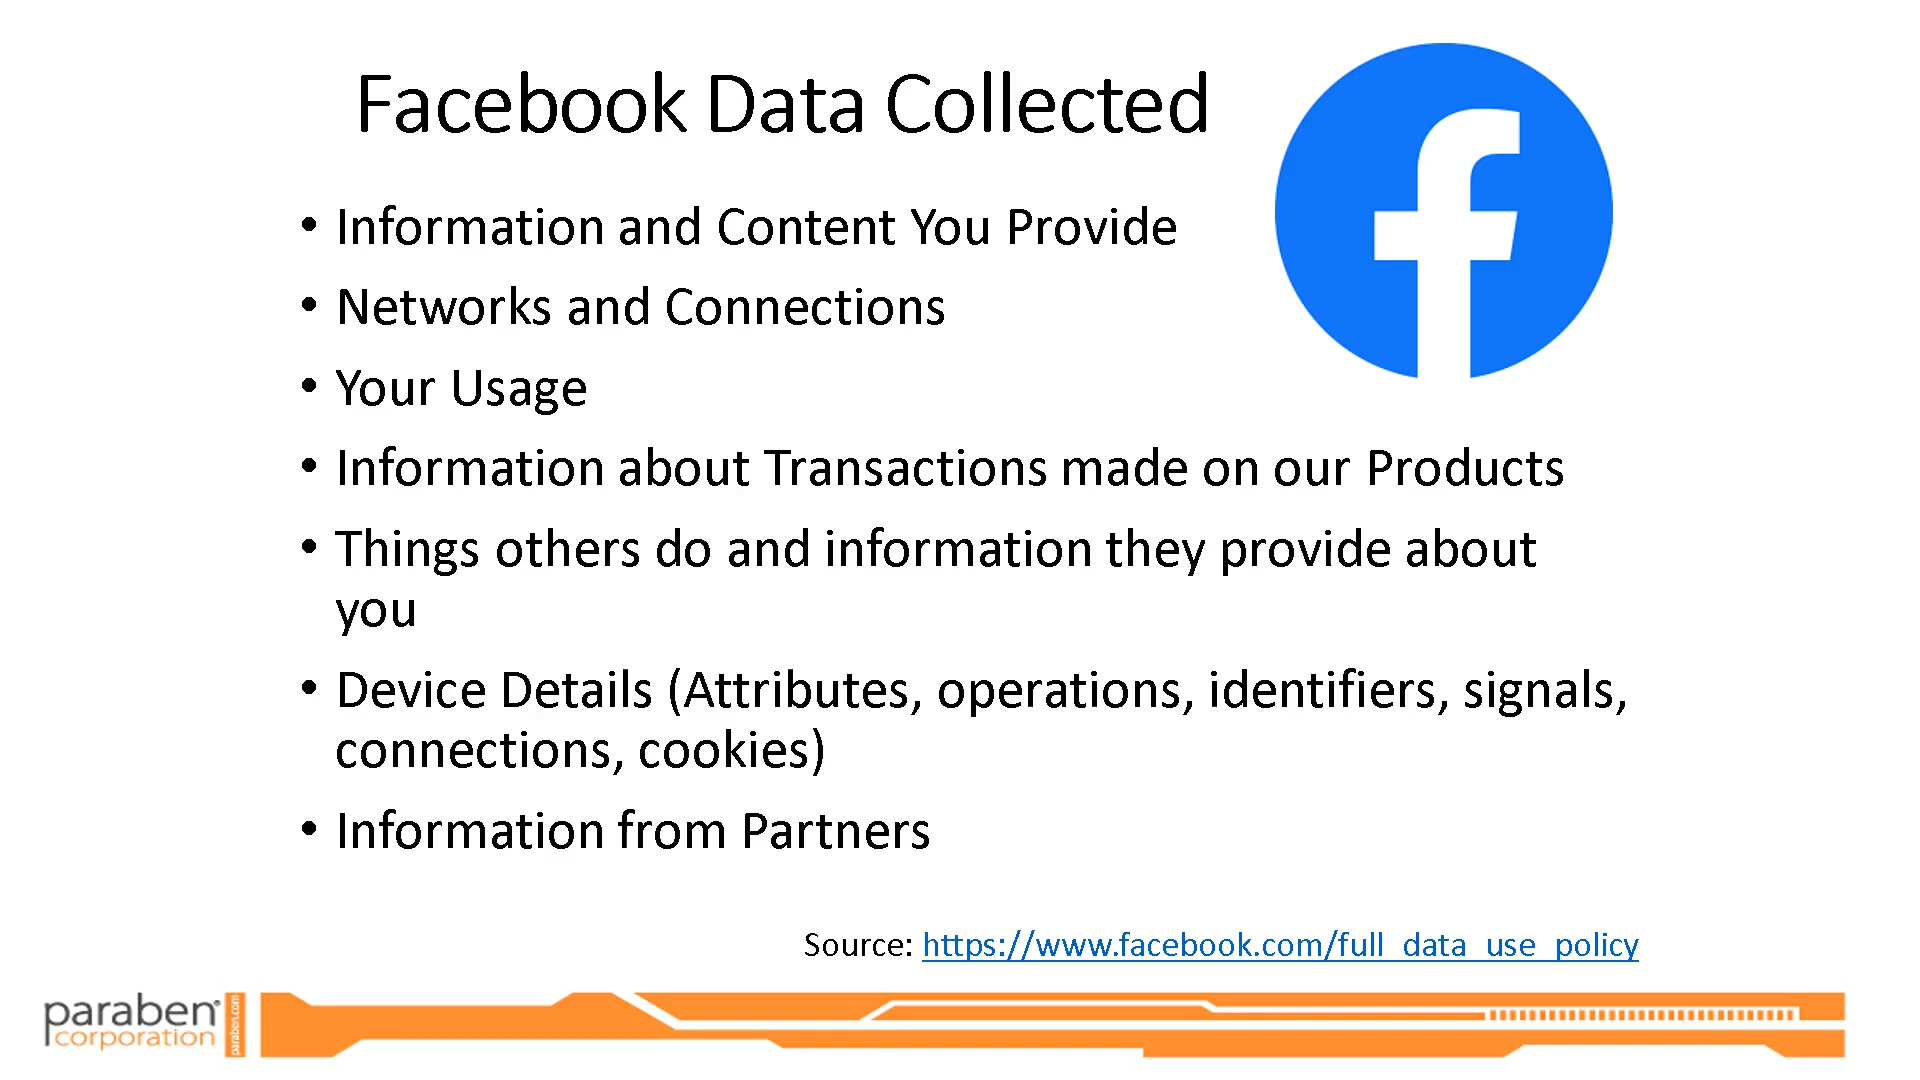 Facebook Data Collected
• Information and Content You Provide
• Networks and Connections
• Your Usage
• Information about Transactions made on our Products
• Things others do and information they provide about
you
• Device Details (Attributes, operations, identifiers, signals,
connections, cookies)
• Information from Partners
Source: https://www.facebook.com/full_data_use_policy
paraben®
corporation
paraben.com